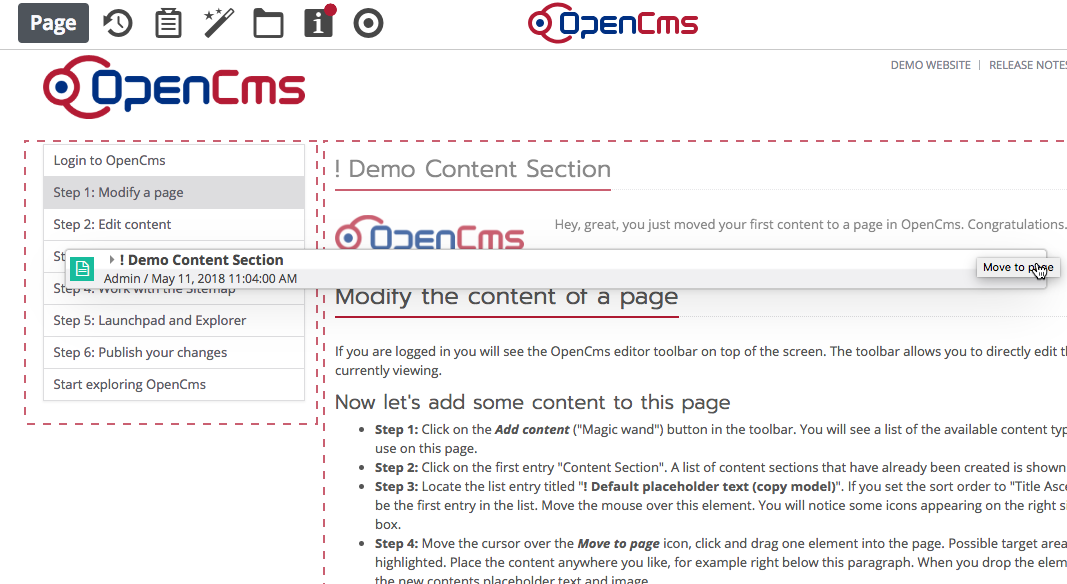 Page
OpenCms
OpenCms
DEMO WEBSITE | RELEASE NOTES
Login to OpenCms
Step 1: Modify a page
Step 2: Edit content
St
! Demo Content Section
Admin / May 11, 2018 11:04:00 AM
Step 4: Work with the Sitemap
Step 5: Launchpad and Explorer
Step 6: Publish your changes
Start exploring OpenCms
! Demo Content Section
OpenCms
Hey, great, you just moved your first content to a page in OpenCms. Congratulations.
Move to page
Modify the content of a page
If you are logged in you will see the OpenCms editor toolbar on top of the screen. The toolbar allows you to directly edit th
currently viewing.
Now let's add some content to this page
• Step 1: Click on the Add content ("Magic wand") button in the toolbar. You will see a list of the available content typ
use on this page.
• Step 2: Click on the first entry "Content Section". A list of content sections that have already been created is shown
• Step 3: Locate the list entry titled "! Default placeholder text (copy model)". If you set the sort order to "Title Asce
be the first entry in the list. Move the mouse over this element. You will notice some icons appearing on the right si
box.
• Step 4: Move the cursor over the Move to page icon, click and drag one element into the page. Possible target area
highlighted. Place the content anywhere you like, for example right below this paragraph. When you drop the elem
the new contents placeholder text and image.